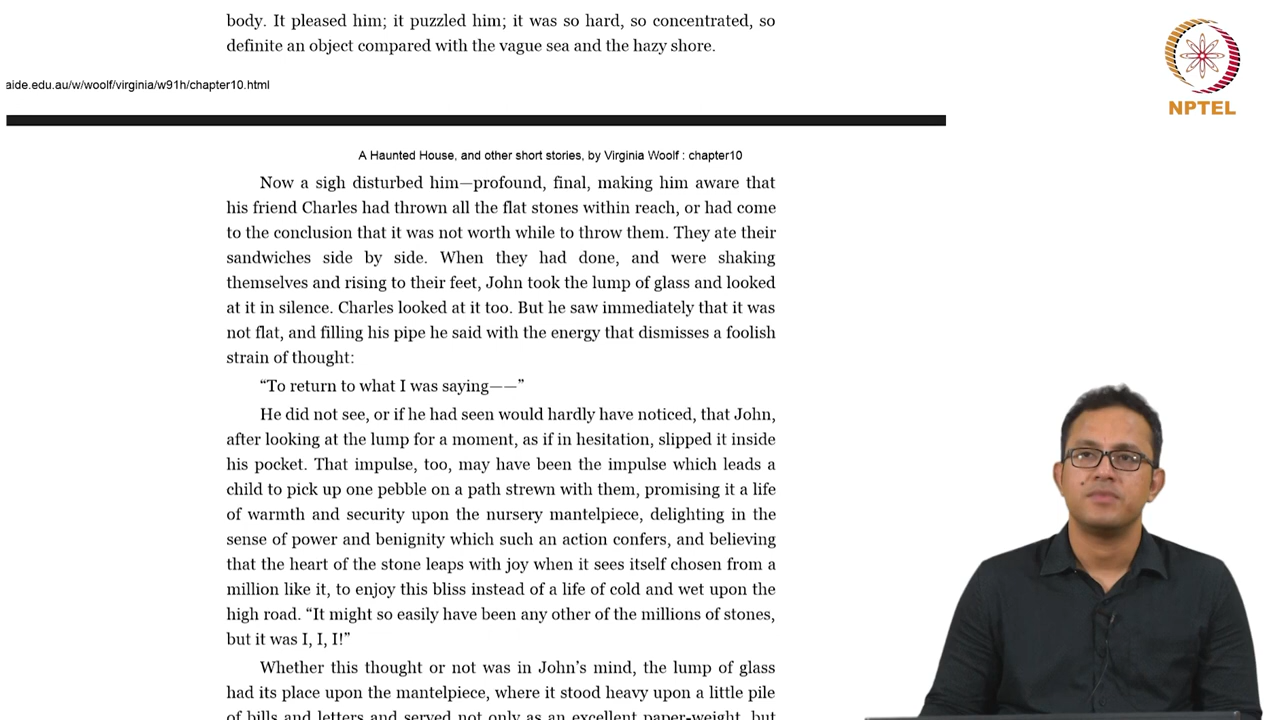 body. It pleased him; it puzzled him; it was so hard, so concentrated, so
definite an object compared with the vague sea and the hazy shore.
aide.edu.au/w/woolf/virginia/w91h/chapter10.html
NPTEL
A Haunted House, and other short stories, by Virginia Woolf : chapter10
Now a sigh disturbed him—profound, final, making him aware that
his friend Charles had thrown all the flat stones within reach, or had come
to the conclusion that it was not worth while to throw them. They ate their
sandwiches side by side. When they had done, and were shaking
themselves and rising to their feet, John took the lump of glass and looked
at it in silence. Charles looked at it too. But he saw immediately that it was
not flat, and filling his pipe he said with the energy that dismisses a foolish
strain of thought:
“To return to what I was saying——”
He did not see, or if he had seen would hardly have noticed, that John,
after looking at the lump for a moment, as if in hesitation, slipped it inside
his pocket. That impulse, too, may have been the impulse which leads a
child to pick up one pebble on a path strewn with them, promising it a life
of warmth and security upon the nursery mantelpiece, delighting in the
sense of power and benignity which such an action confers, and believing
that the heart of the stone leaps with joy when it sees itself chosen from a
million like it, to enjoy this bliss instead of a life of cold and wet upon the
high road. “It might so easily have been any other of the millions of stones,
but it was I, I, I!”
Whether this thought or not was in John’s mind, the lump of glass
had its place upon the mantelpiece, where it stood heavy upon a little pile
of bills and letters and served not only as an excellent paper-weight, but